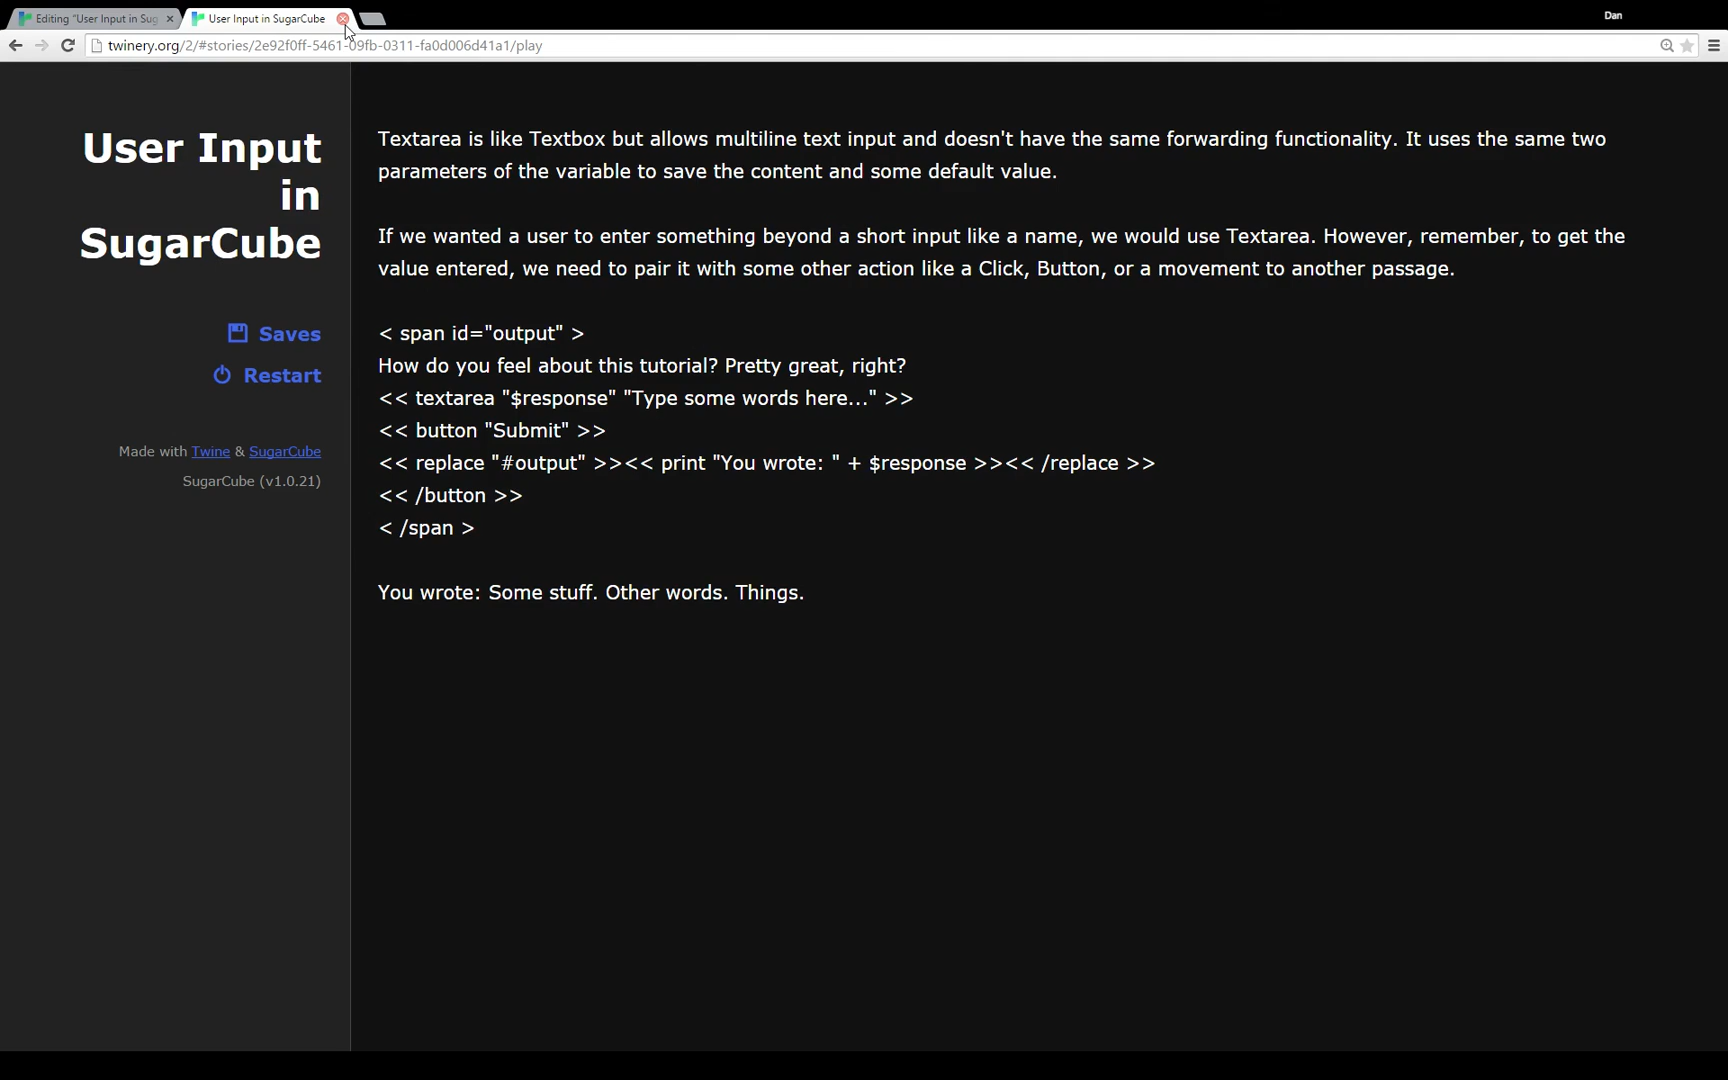 Editing "User Input in Sug
User Input in SugarCube
Dan
twinery.org/2/#stories/2e92f0ff-5461-09fb-0311-fa0d006d41a1/play
User Input
in
SugarCube
Saves
Restart
Made with Twine & SugarCube
SugarCube (v1.0.21)
Textarea is like Textbox but allows multiline text input and doesn't have the same forwarding functionality. It uses the same two
parameters of the variable to save the content and some default value.
If we wanted a user to enter something beyond a short input like a name, we would use Textarea. However, remember, to get the
value entered, we need to pair it with some other action like a Click, Button, or a movement to another passage.
< span id="output" >
How do you feel about this tutorial? Pretty great, right?
<< textarea "$response" "Type some words here..." >>
<< button "Submit" >>
<< replace "#output" >><< print "You wrote: " + $response >><< /replace >>
<< /button >>
< /span >
You wrote: Some stuff. Other words. Things.